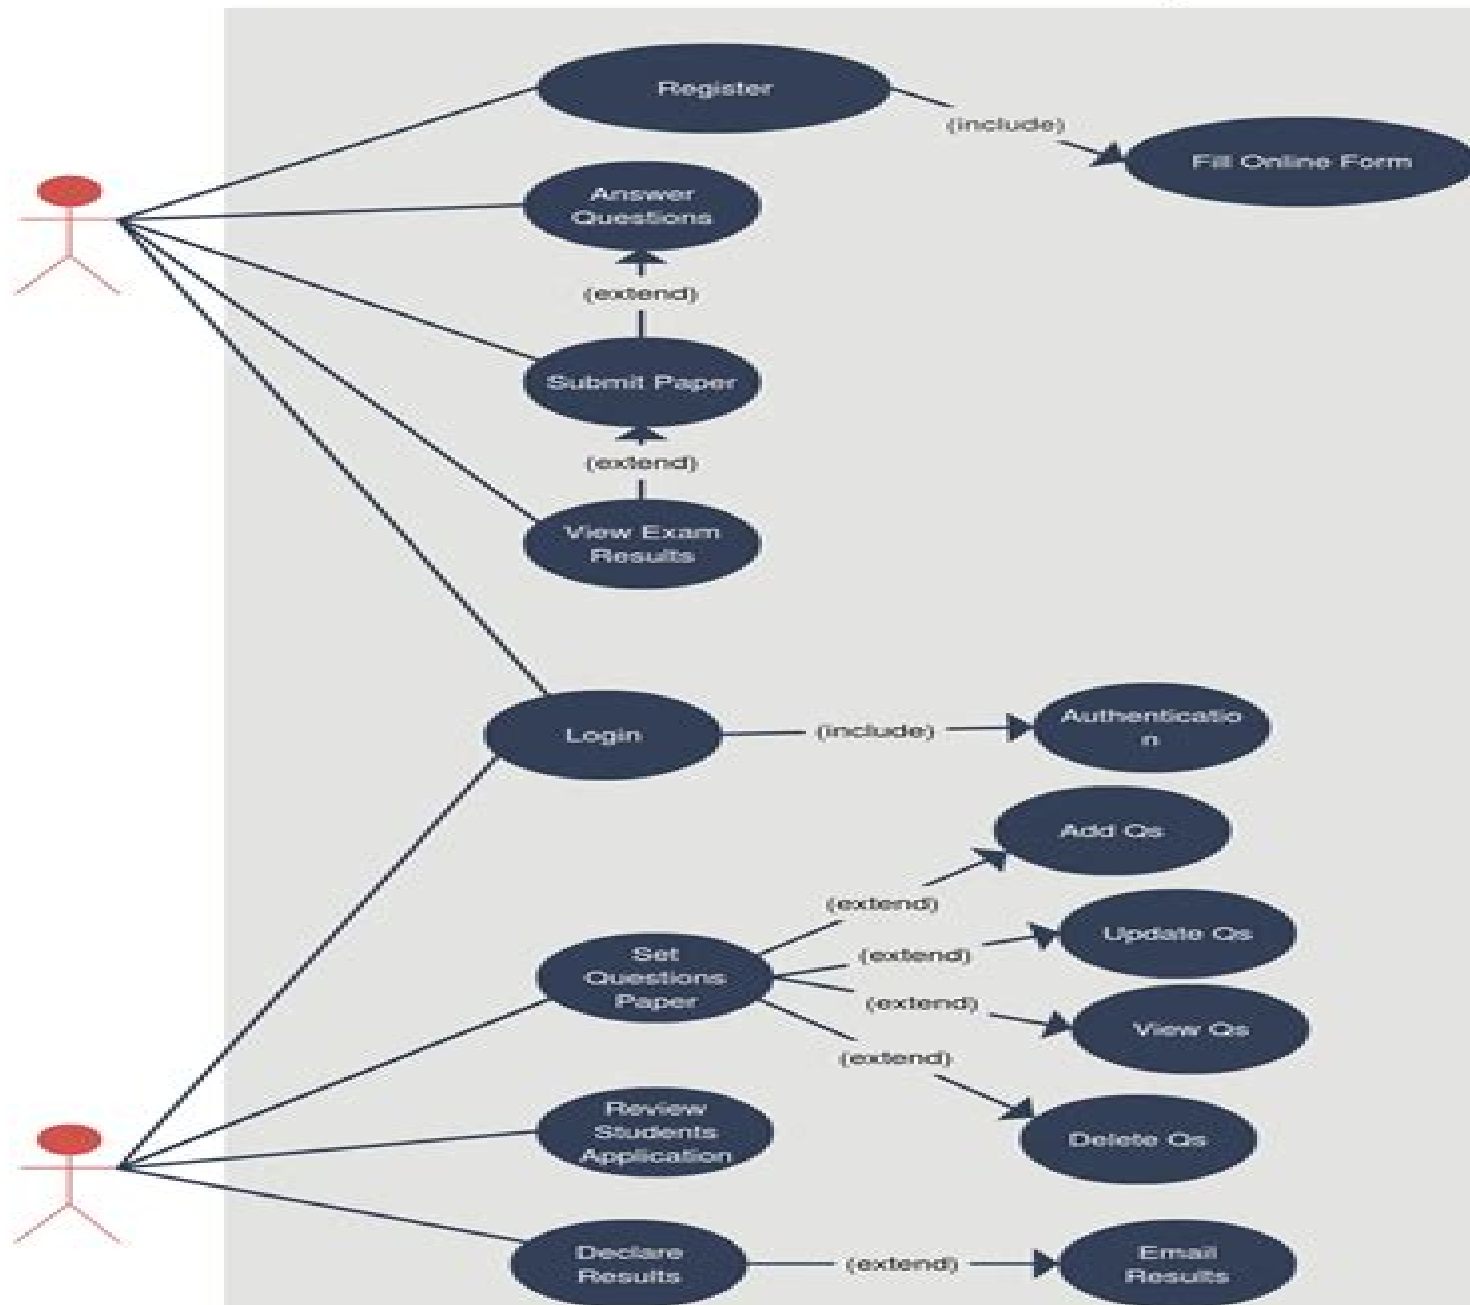 Register
(include)
Fill Online Form
Answer
Questions
(extend)
Submit Paper
(extend)
View Exam
Results
Login
(include)
Authenticatio
n
Add Qs
(extend)
Update Qs
(extend)
Set
Questions
Paper
(extend)
View Qs
(extend)
Delete Qs
Review
Students
Application
Declare
Results
(extend)
Email
Results